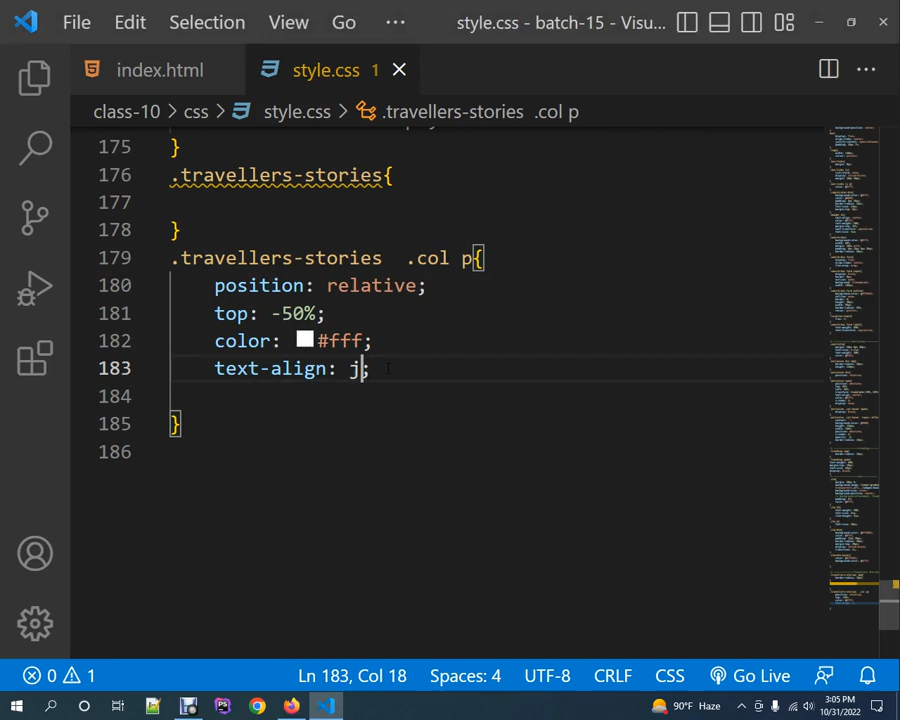 File Edit Selection View Go ··· style.css - batch-15 - Visu...
index.html style.css 1
class-10 > css > style.css > .travellers-stories .col p
175 }
176 .travellers-stories{
177
178 }
179 .travellers-stories .col p{
180 position: relative;
181 top: -50%;
182 color: #fff;
183 text-align: j;
184
185 }
186
0 1 Ln 183, Col 18 Spaces: 4 UTF-8 CRLF CSS Go Live
90°F Haze 3:05 PM
10/31/2022